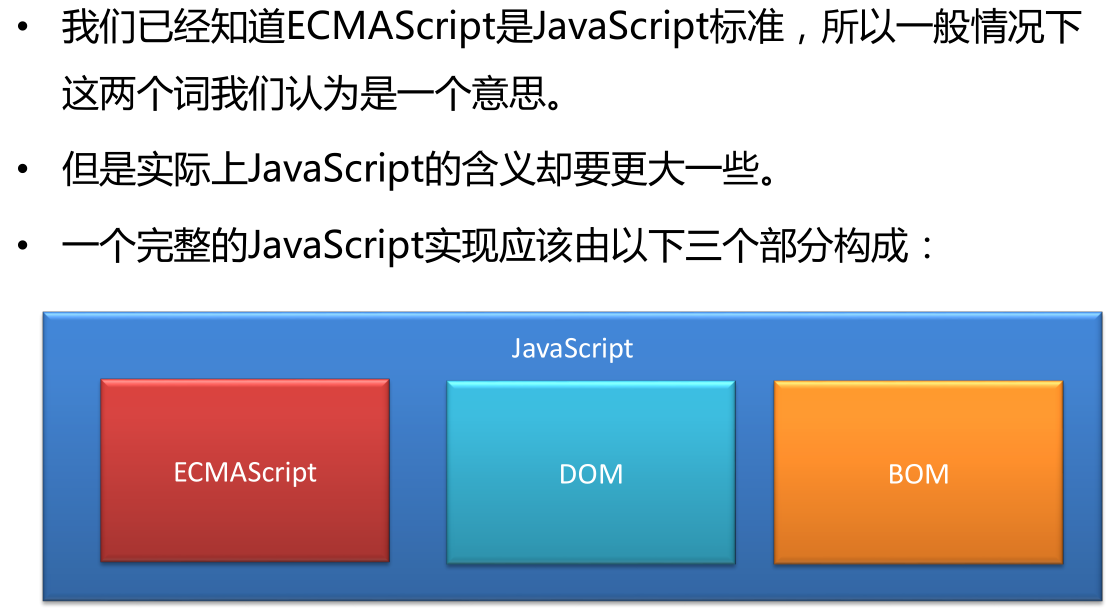 • 我们已经知道ECMAScript是JavaScript标准，所以一般情况下
这两个词我们认为是一个意思。
• 但是实际上JavaScript的含义却要更大一些。
• 一个完整的JavaScript实现应该由以下三个部分构成：
JavaScript
ECMAScript
DOM
BOM